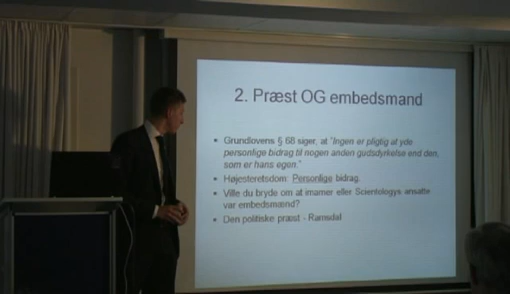 2. Præst OG embedsmand
• Grundlovens § 68 siger, at "Ingen er pligtig at yde
personlige bidrag til nogen anden gudsdyrkelse end den,
som er hans egen."
• Højesteretsdom: Personlige bidrag.
• Ville du bryde om at imamer eller Scientologys ansatte
var embedsmænd?
• Den politiske præst - Ramsdal